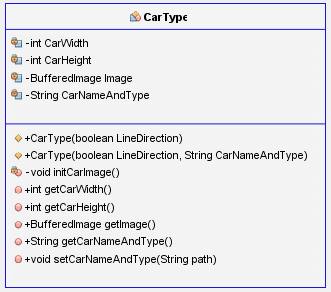 CarType
-int CarWidth
-int CarHeight
-BufferedImage Image
-String CarNameAndType
+CarType(boolean LineDirection)
+CarType(boolean LineDirection, String CarNameAndType)
-void initCarImage()
+int getCarWidth()
+int getCarHeight()
+BufferedImage getImage()
+String getCarNameAndType()
+void setCarNameAndType(String path)